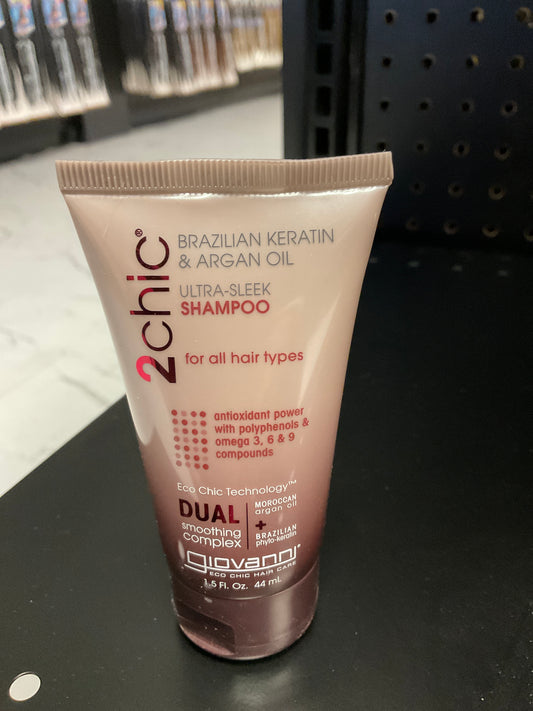 2chic®
BRAZILIAN KERATIN
& ARGAN OIL
ULTRA-SLEEK
SHAMPOO
for all hair types
antioxidant power
with polyphenols &
omega 3, 6 & 9
compounds
Eco Chic Technology™
DUAL
smoothing
complex
MOROCCAN
argan oil
+
BRAZILIAN
phyto-keratin
giovanni®
ECO CHIC HAIR CARE
1.5 Fl. Oz. 44 mL